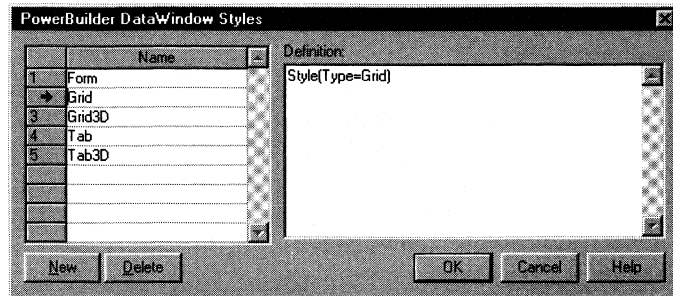 PowerBuilder DataWindow Styles
Name
1 Form
Grid
3 Grid3D
4 Tab
5 Tab3D
Definition:
Style(Type=Grid)
New Delete OK Cancel Help